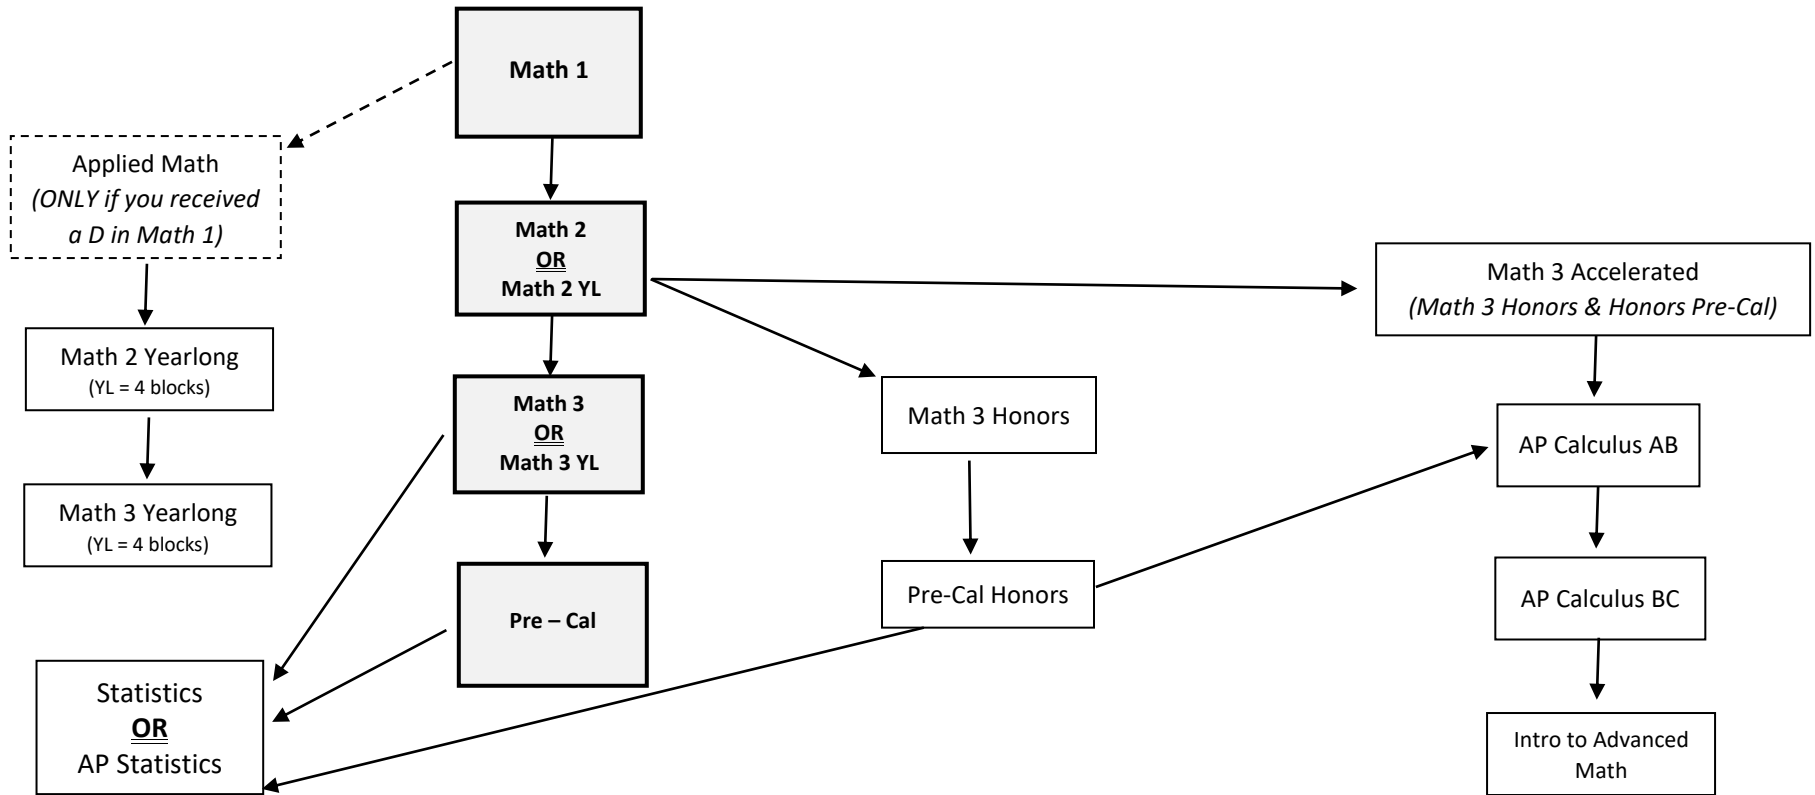 Math 1
Applied Math
(ONLY if you received
a D in Math 1)
Math 2
OR
Math 2 YL
Math 3 Accelerated
(Math 3 Honors & Honors Pre-Cal)
Math 2 Yearlong
(YL = 4 blocks)
Math 3
OR
Math 3 YL
Math 3 Honors
AP Calculus AB
Math 3 Yearlong
(YL = 4 blocks)
Pre – Cal
Pre-Cal Honors
AP Calculus BC
Statistics
OR
AP Statistics
Intro to Advanced
Math